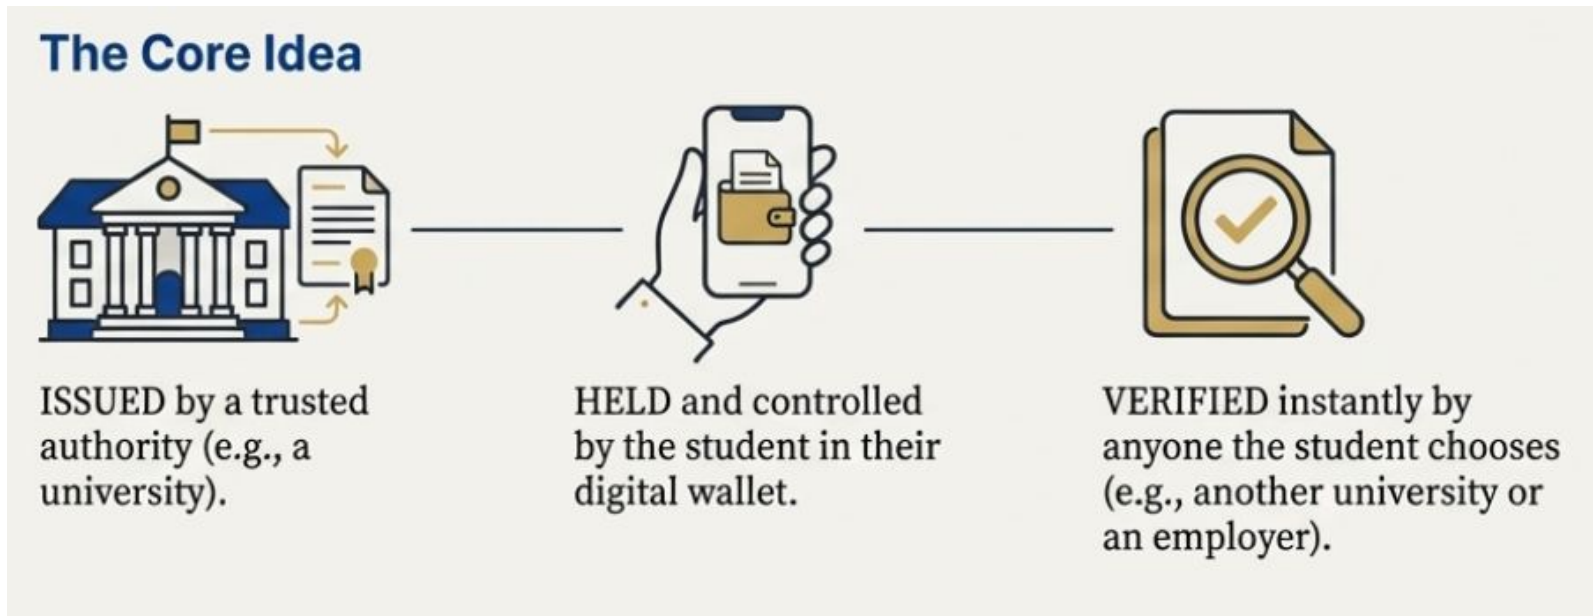 The Core Idea
ISSUED by a trusted
authority (e.g., a
university).
HELD and controlled
by the student in their
digital wallet.
VERIFIED instantly by
anyone the student chooses
(e.g., another university or
an employer).